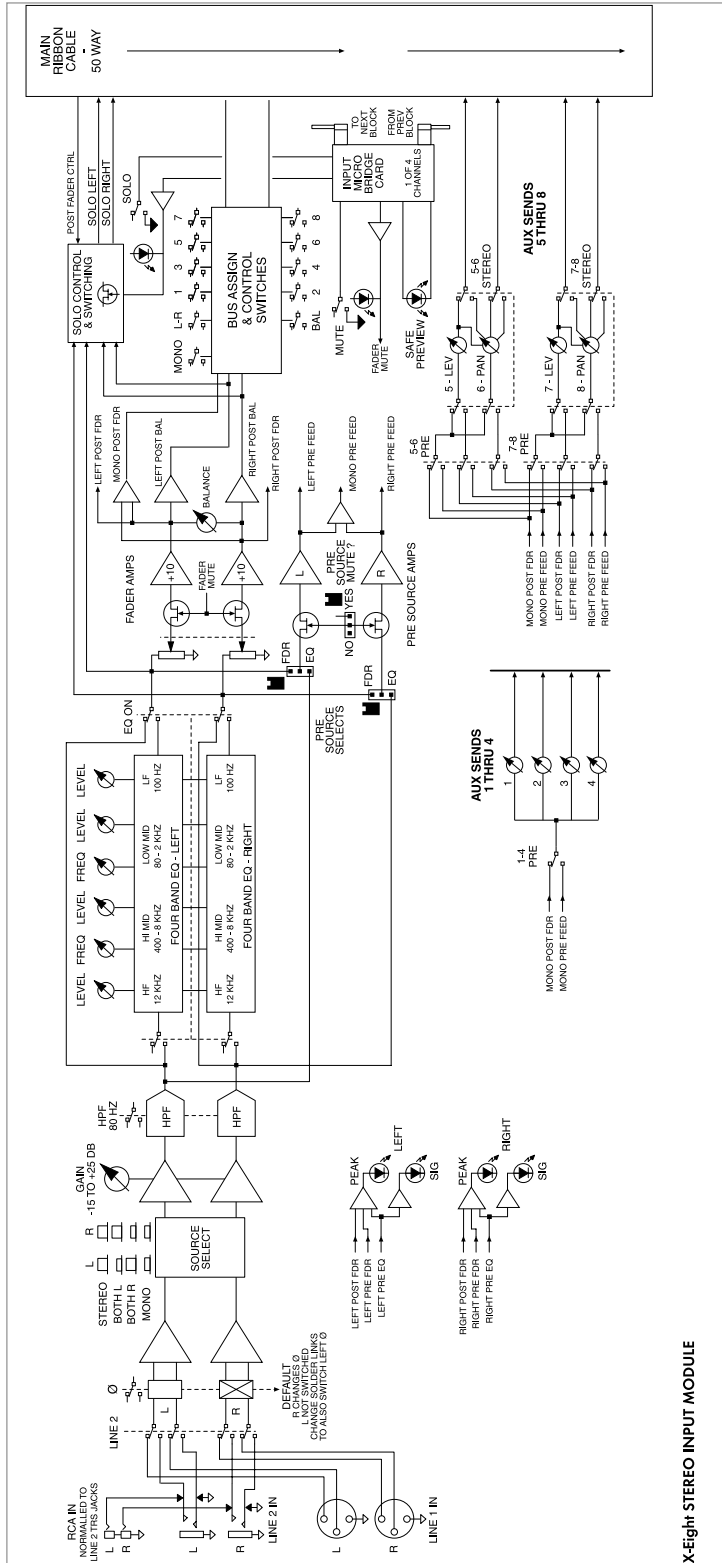 MAIN
RIBBON
CABLE
-
50 WAY
POST FADER CTRL
SOLO LEFT
SOLO RIGHT
SOLO CONTROL
& SWITCHING
SOLO
TO
NEXT
BLOCK
FROM
PREV
BLOCK
INPUT
MICRO
BRIDGE
CARD
1 OF 4
CHANNELS
MONO
L-R
1
3
5
7
BUS ASSIGN
& CONTROL
SWITCHES
BAL
2
4
6
8
MUTE
FADER
MUTE
SAFE
PREVIEW
AUX SENDS
5 THRU 8
5-6
STEREO
7-8
STEREO
5 - LEV
6 - PAN
7 - LEV
8 - PAN
5-6
PRE
7-8
PRE
MONO POST FDR
MONO PRE FEED
LEFT POST FDR
LEFT PRE FEED
RIGHT POST FDR
RIGHT PRE FEED
LEFT POST FDR
MONO POST FDR
LEFT POST BAL
RIGHT POST BAL
RIGHT POST FDR
BALANCE
FADER AMPS
+10
+10
FADER
MUTE
LEFT PRE FEED
MONO PRE FEED
RIGHT PRE FEED
L
R
PRE
SOURCE
MUTE ?
NO
YES
PRE SOURCE AMPS
FDR
EQ
FDR
EQ
PRE
SOURCE
SELECTS
EQ ON
LEVEL
FREQ
LEVEL
FREQ
LEVEL
LEVEL
HF
12 KHZ
HI MID
400 - 8 KHZ
LOW MID
80 - 2 KHZ
LF
100 HZ
FOUR BAND EQ - LEFT
HF
12 KHZ
HI MID
400 - 8 KHZ
LOW MID
80 - 2 KHZ
LF
100 HZ
FOUR BAND EQ - RIGHT
AUX SENDS
1 THRU 4
1
2
3
4
1-4
PRE
MONO POST FDR
MONO PRE FEED
HPF
80 HZ
HPF
HPF
GAIN
-15 TO +25 DB
L
R
STEREO
BOTH L
BOTH R
MONO
SOURCE
SELECT
LEFT POST FDR
LEFT PRE FDR
LEFT PRE EQ
PEAK
LEFT
SIG
RIGHT POST FDR
RIGHT PRE FDR
RIGHT PRE EQ
PEAK
RIGHT
SIG
Ø
L
R
DEFAULT
R CHANGES Ø
L NOT SWITCHED
CHANGE SOLDER LINKS
TO ALSO SWITCH LEFT Ø
LINE 2
RCA IN
NORMALLED TO
LINE 2 TRS JACKS
L
R
L
R
LINE 2 IN
L
R
LINE 1 IN
X-Eight STEREO INPUT MODULE